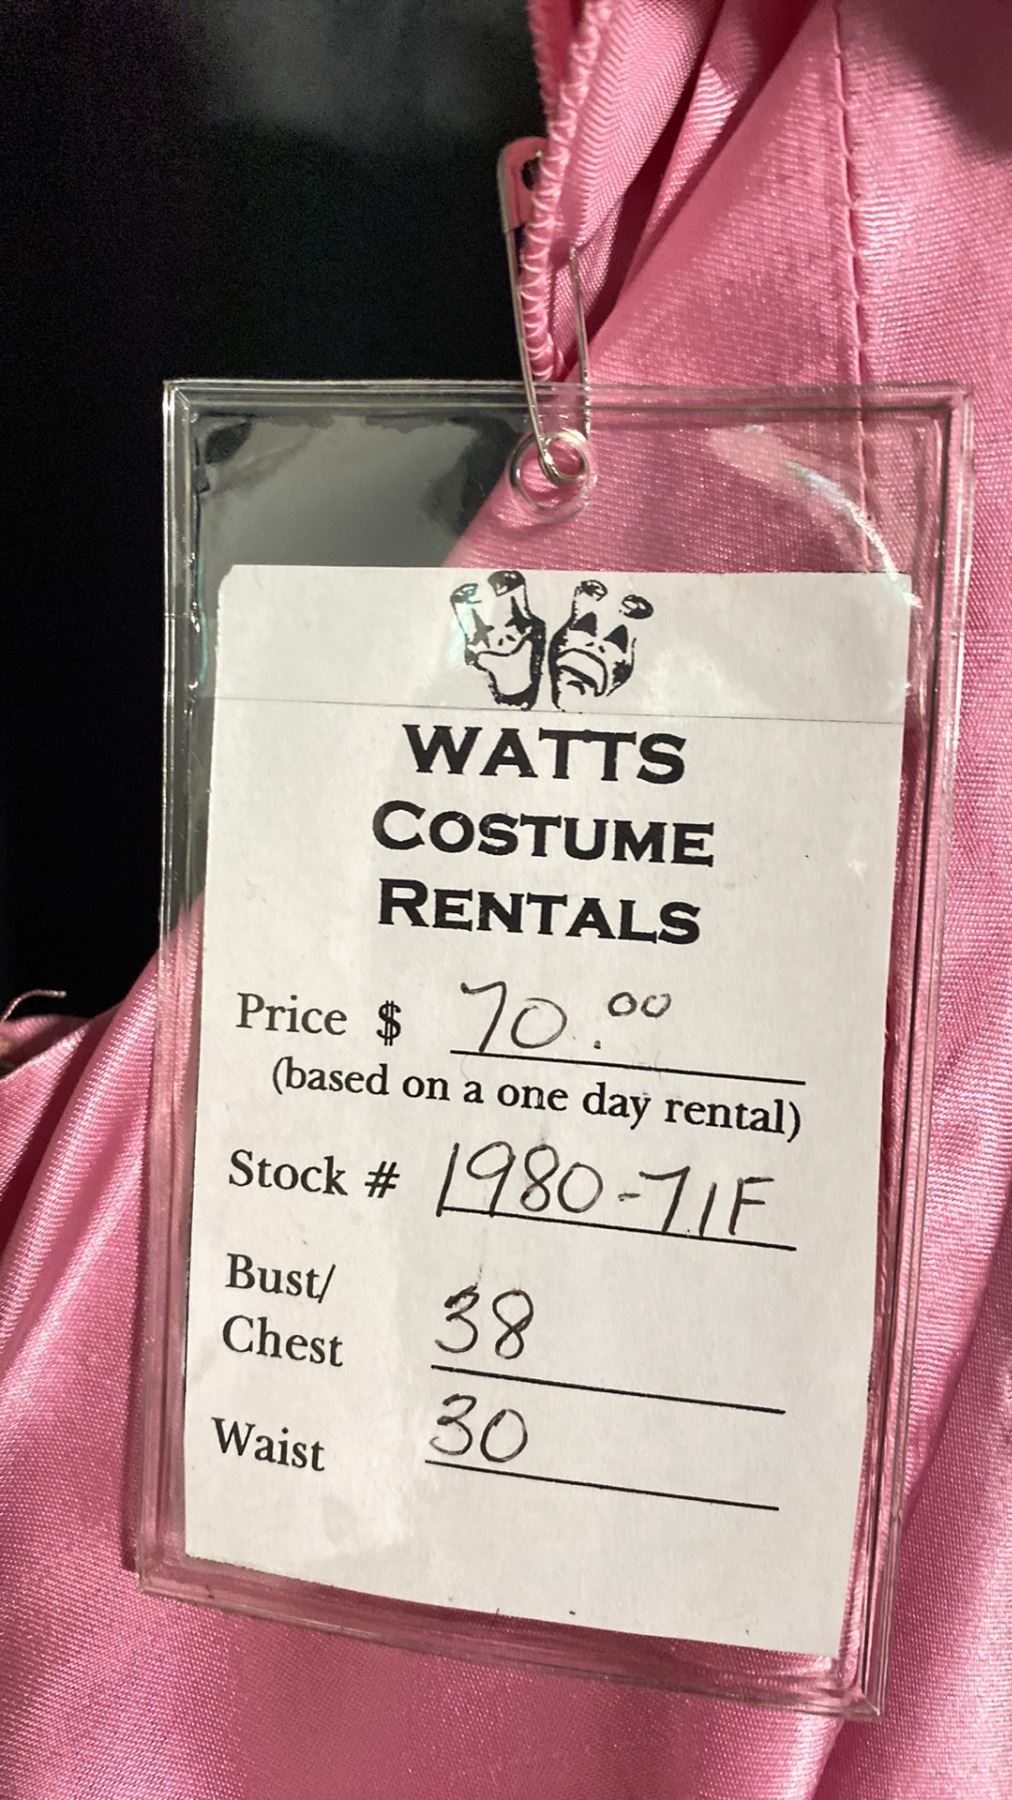 WATTS
COSTUME
RENTALS
Price $ 70.00
(based on a one day rental)
Stock # 1980-71F
Bust/
Chest 38
Waist 30